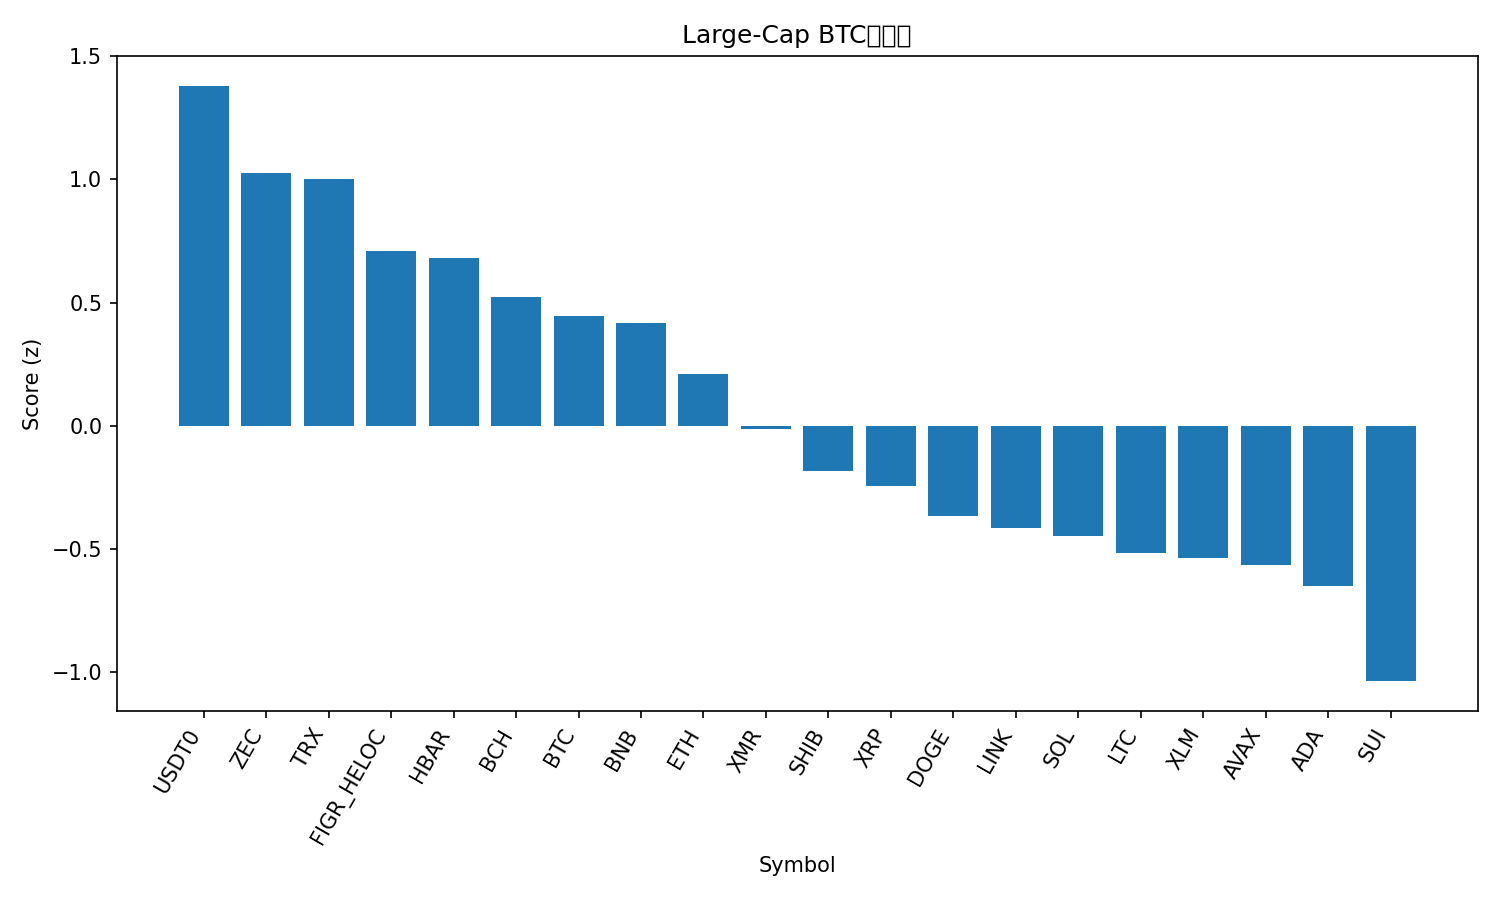 Large-Cap BTC
1.5
1.0
0.5
0.0
−0.5
−1.0
Score (z)
USDT0
ZEC
TRX
FIGR_HELOC
HBAR
BCH
BTC
BNB
ETH
XMR
SHIB
XRP
DOGE
LINK
SOL
LTC
XLM
AVAX
ADA
SUI
Symbol